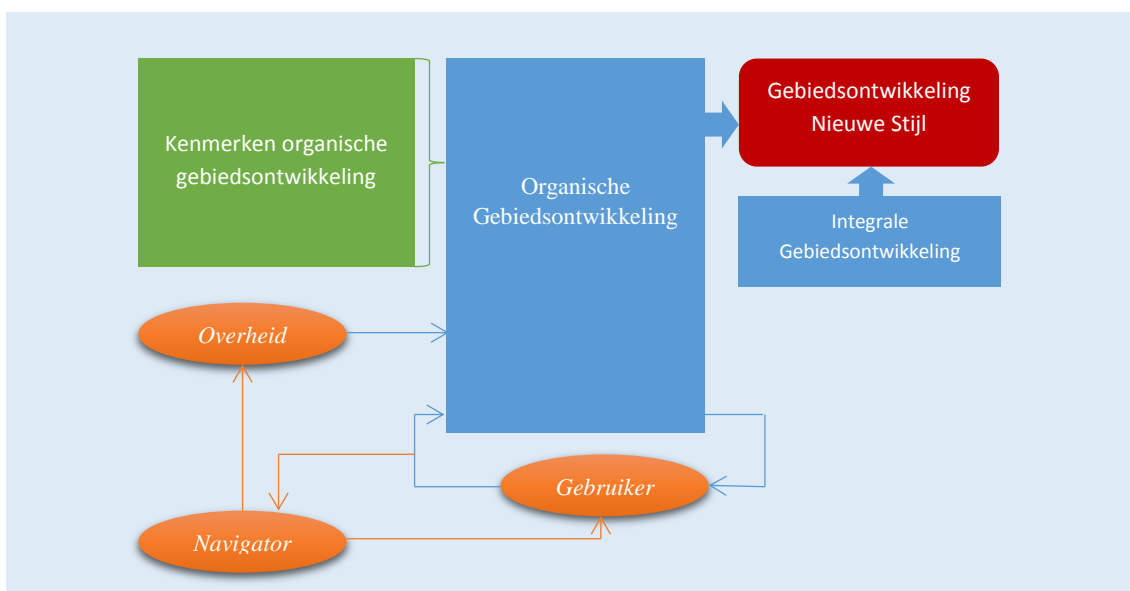 Kenmerken organische
gebiedsontwikkeling
Organische
Gebiedsontwikkeling
Gebiedsontwikkeling
Nieuwe Stijl
Integrale
Gebiedsontwikkeling
Overheid
Gebruiker
Navigator